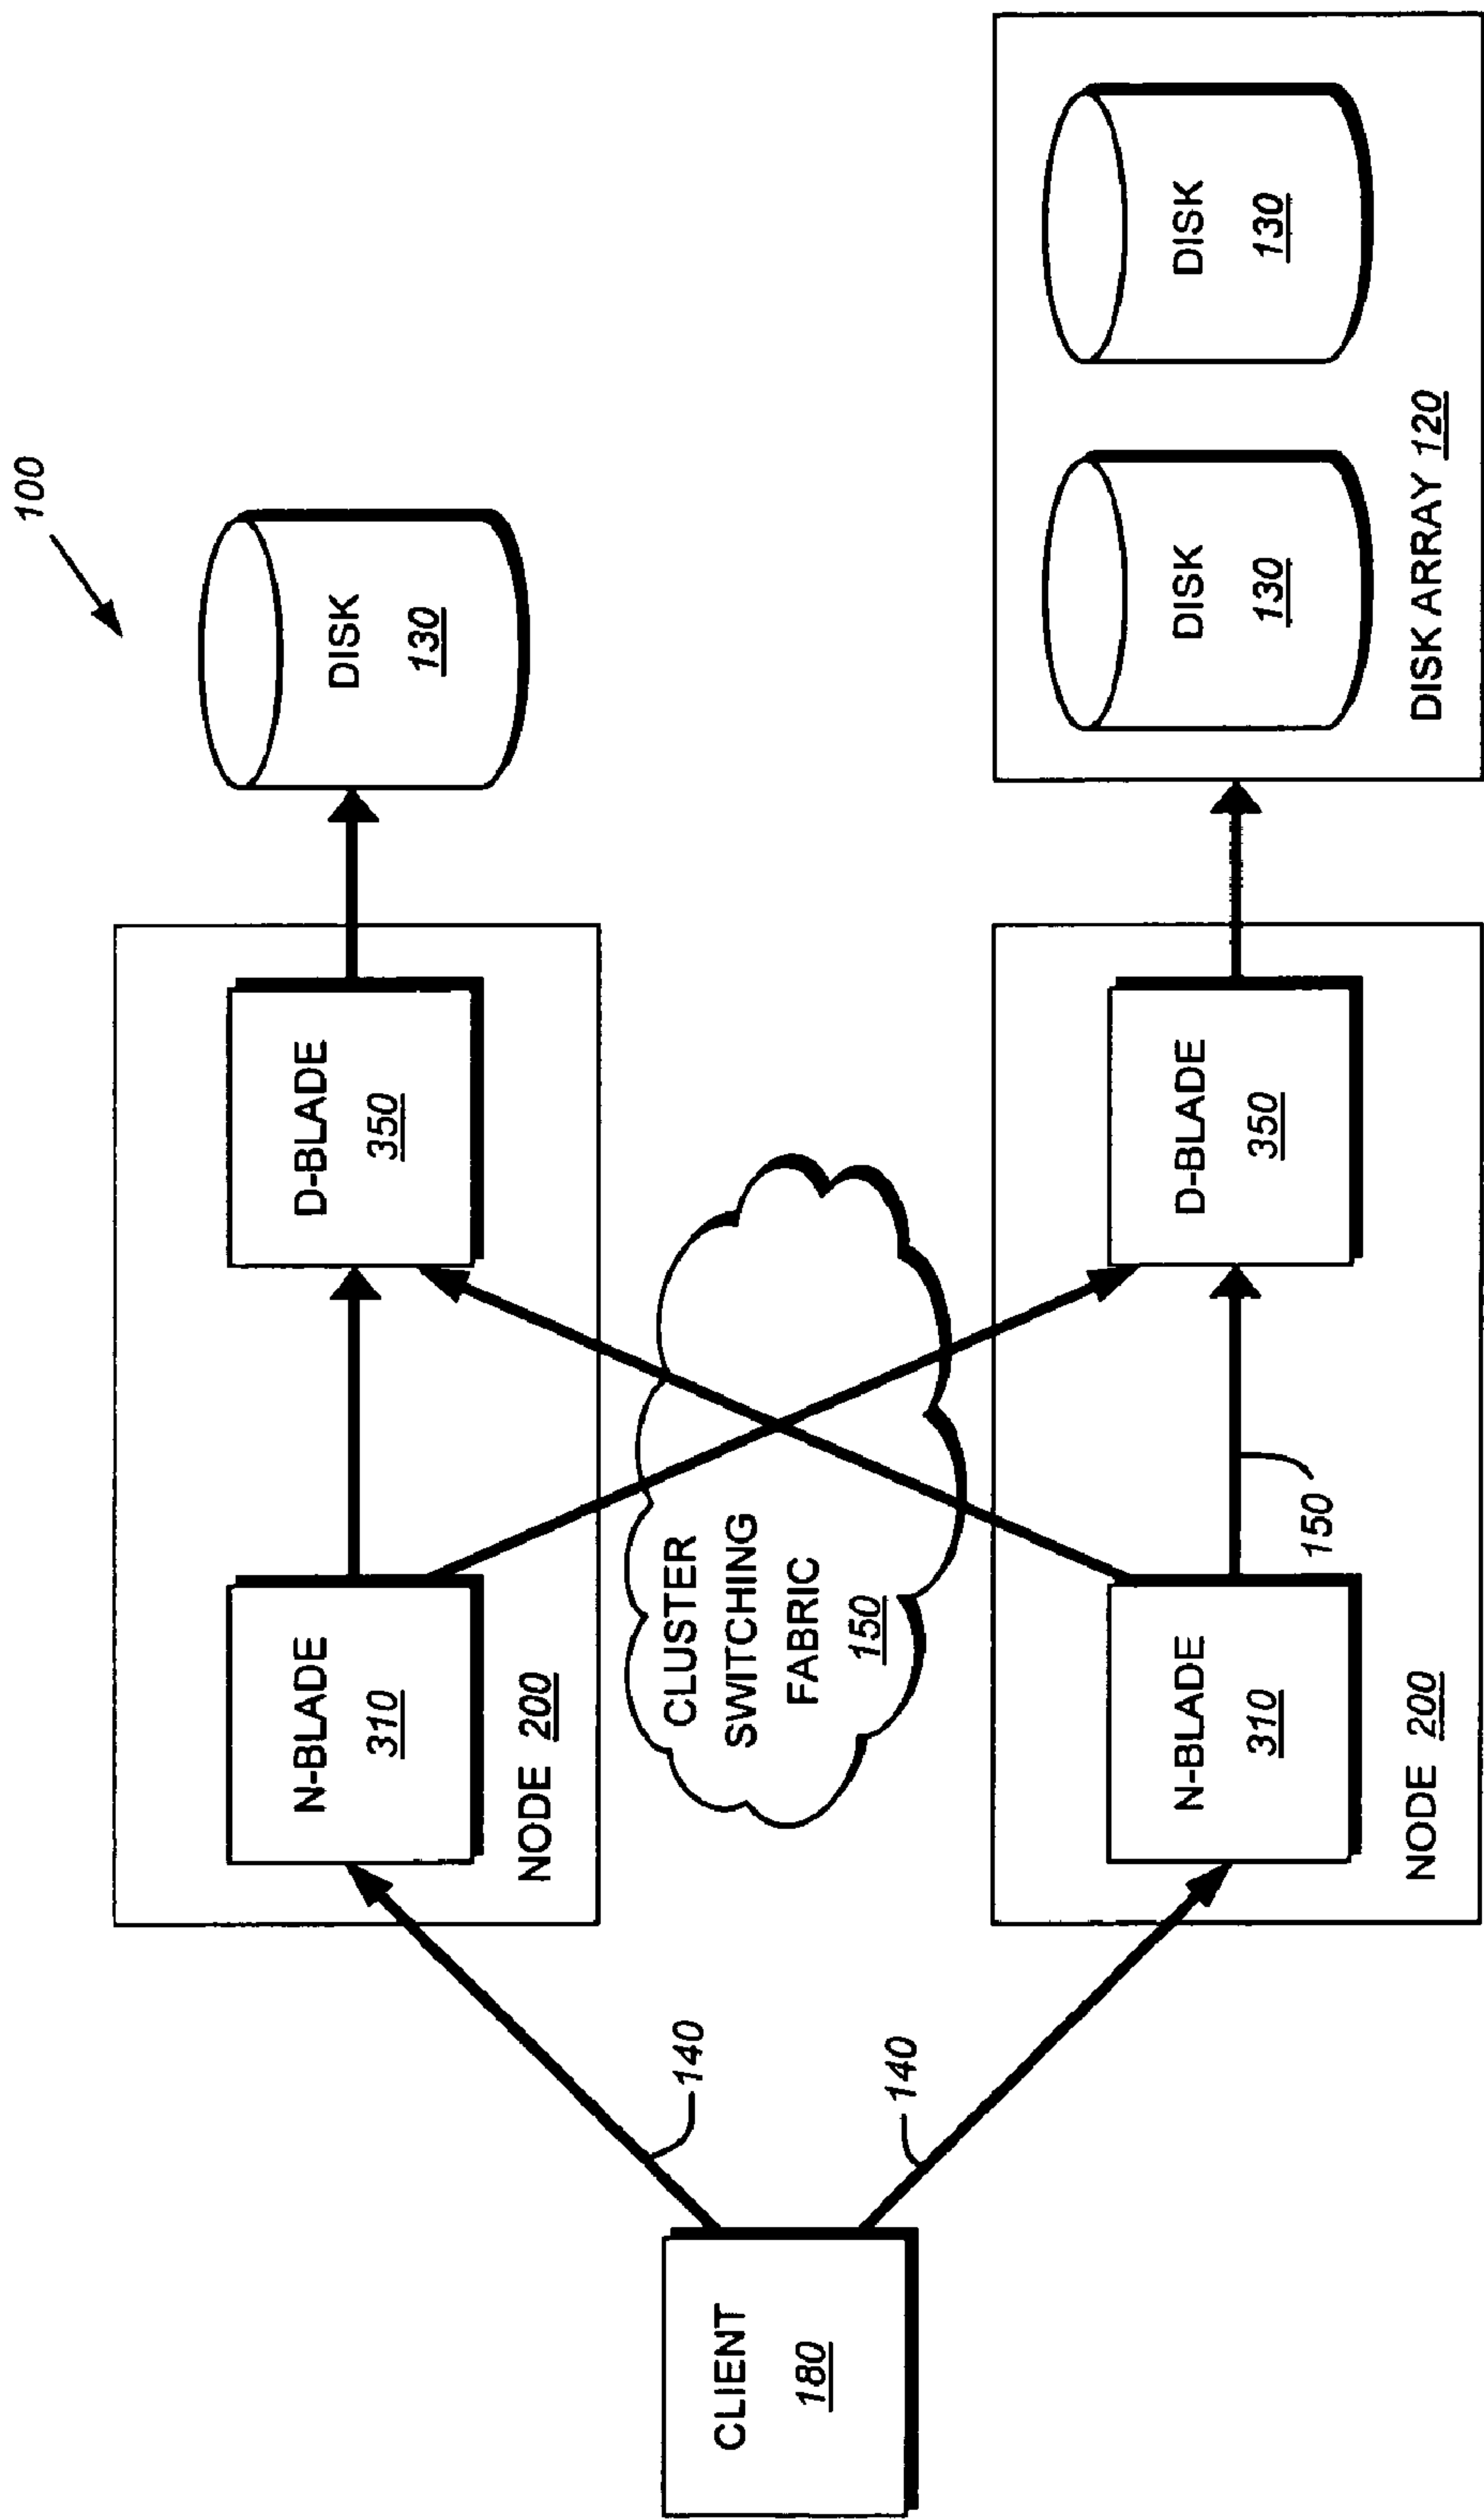 100
N-BLADE
310
D-BLADE
350
DISK
130
NODE 200
140
CLUSTER
SWITCHING
FABRIC
150
CLIENT
180
140
N-BLADE
310
150
D-BLADE
350
NODE 200
DISK
130
DISK
130
DISK ARRAY 120